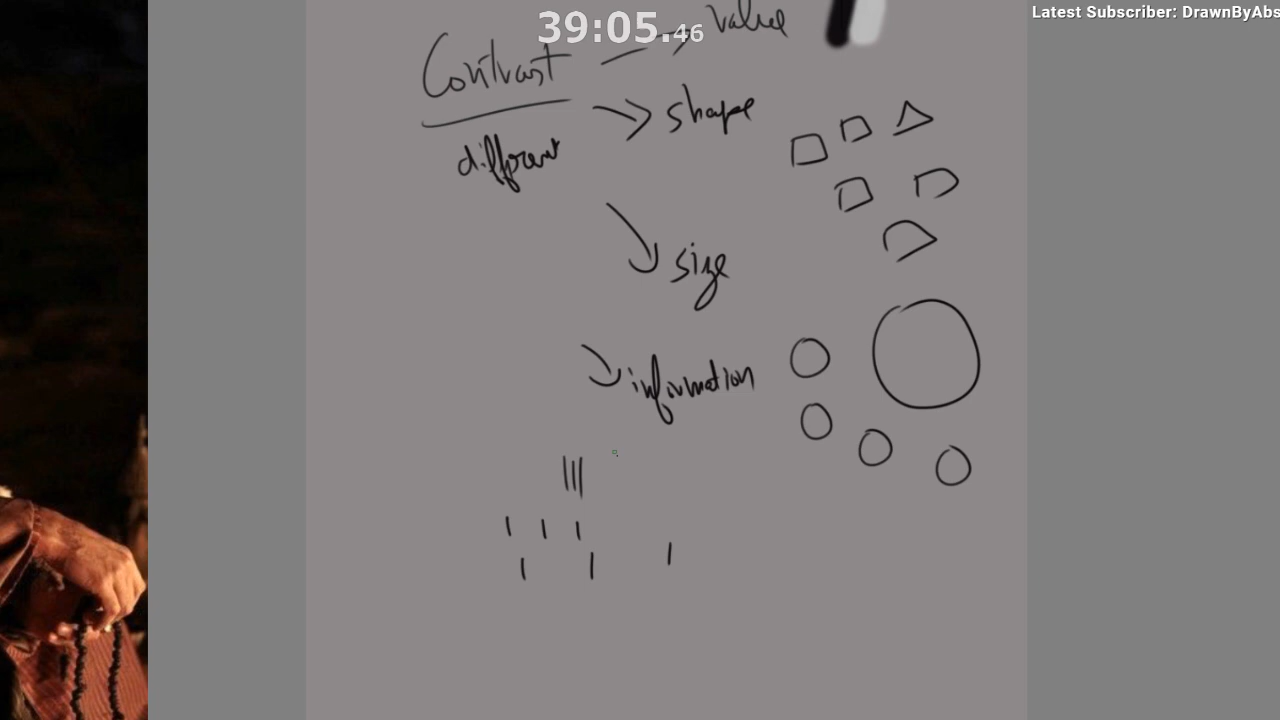 39:05.46
Latest Subscriber: DrawnByAbs
Contrast → value
different → shape
size
information